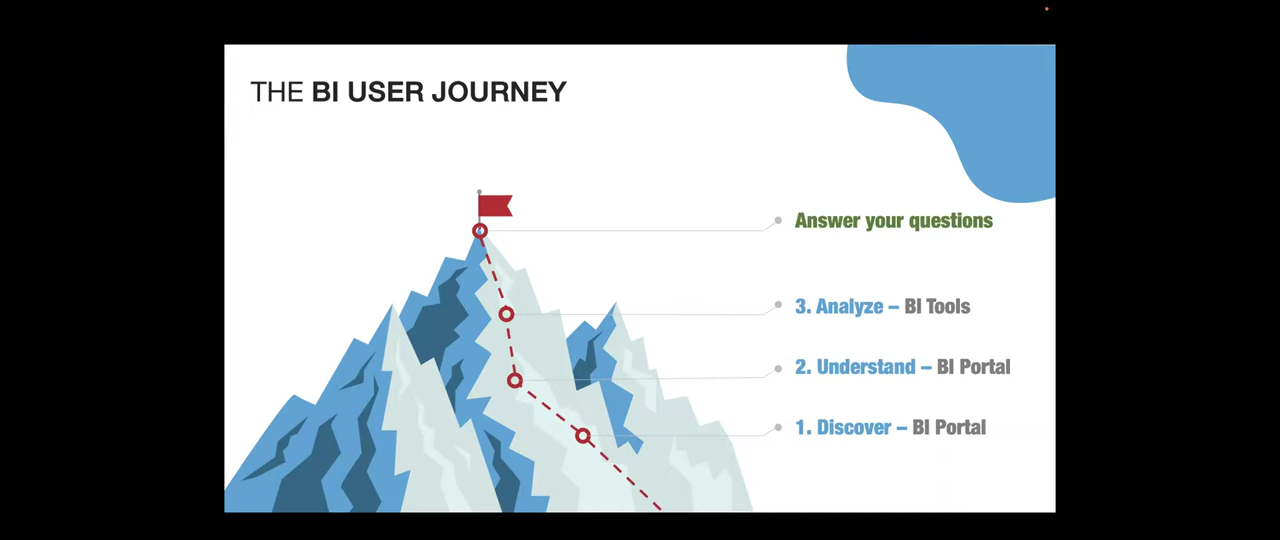 THE BI USER JOURNEY
Answer your questions
3. Analyze – BI Tools
2. Understand – BI Portal
1. Discover – BI Portal